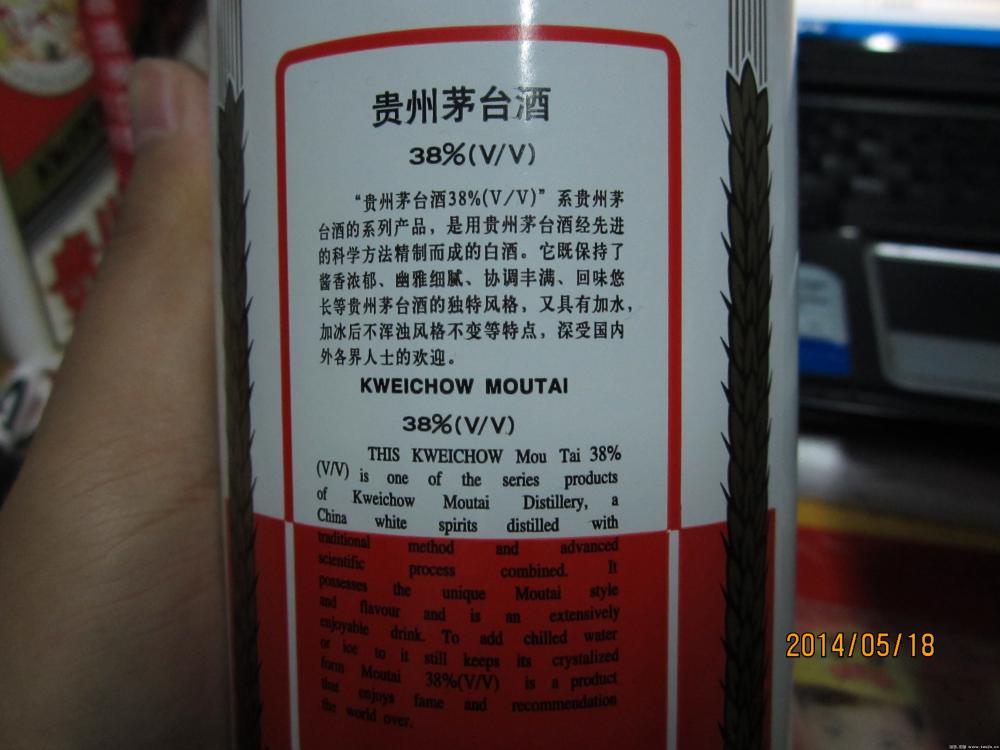 贵州茅台酒
38%(V/V)
“贵州茅台酒38%(V/V)”系贵州茅
台酒的系列产品，是用贵州茅台酒经先进
的科学方法精制而成的白酒。它既保持了
酱香浓郁、幽雅细腻、协调丰满、回味悠
长等贵州茅台酒的独特风格，又具有加水，
加冰后不浑浊风格不变等特点，深受国内
外各界人士的欢迎。
KWEICHOW MOUTAI
38%(V/V)
THIS KWEICHOW Mou Tai 38%
(V/V) is one of the series products
of Kweichow Moutai Distillery, a
China white spirits distilled with
traditional method and advanced
scientific process combined. It
possesses the unique Moutai style
and flavour and is an extensively
enjoyable drink. To add chilled water
or ice to it still keeps its crystalized
form Moutai 38%(V/V) is a product
that enjoys fame and recommendation
the world over.
2014/05/18